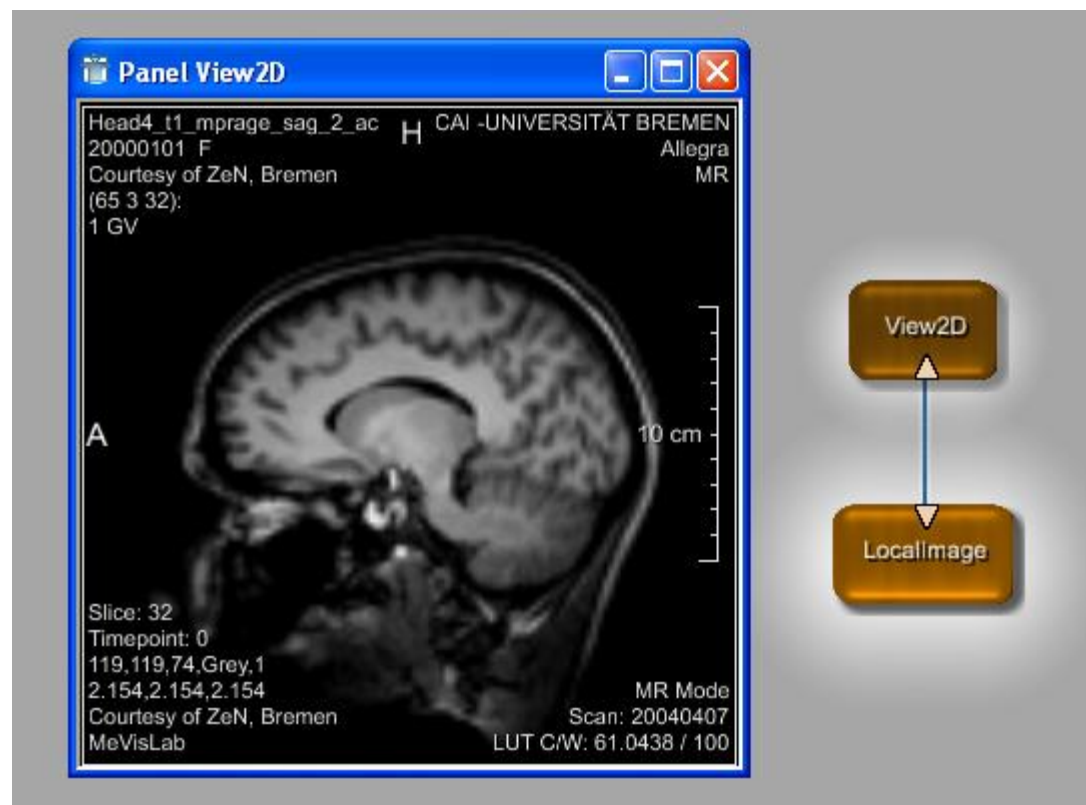 Panel View2D
Head4_t1_mprage_sag_2_ac
20000101 F
Courtesy of ZeN, Bremen
(65 3 32):
1 GV
H
CAI -UNIVERSITÄT BREMEN
Allegra
MR
A
10 cm
Slice: 32
Timepoint: 0
119,119,74,Grey,1
2.154,2.154,2.154
Courtesy of ZeN, Bremen
MeVisLab
MR Mode
Scan: 20040407
LUT C/W: 61.0438 / 100
View2D
LocalImage